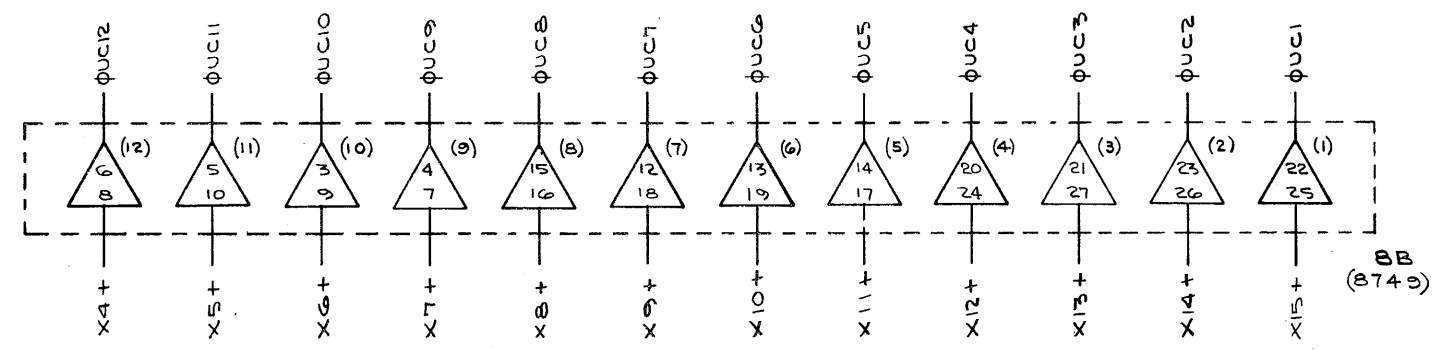 ΦUC12 ΦUC11 ΦUC10 ΦUC9 ΦUC8 ΦUC7 ΦUC6 ΦUC5 ΦUC4 ΦUC3 ΦUC2 ΦUC1
(12) (11) (10) (9) (8) (7) (6) (5) (4) (3) (2) (1)
6 5 3 4 15 12 13 14 20 21 23 22
8 10 9 7 16 18 19 17 24 27 26 25
8B
(8749)
X4+ X5+ X6+ X7+ X8+ X9+ X10+ X11+ X12+ X13+ X14+ X15+